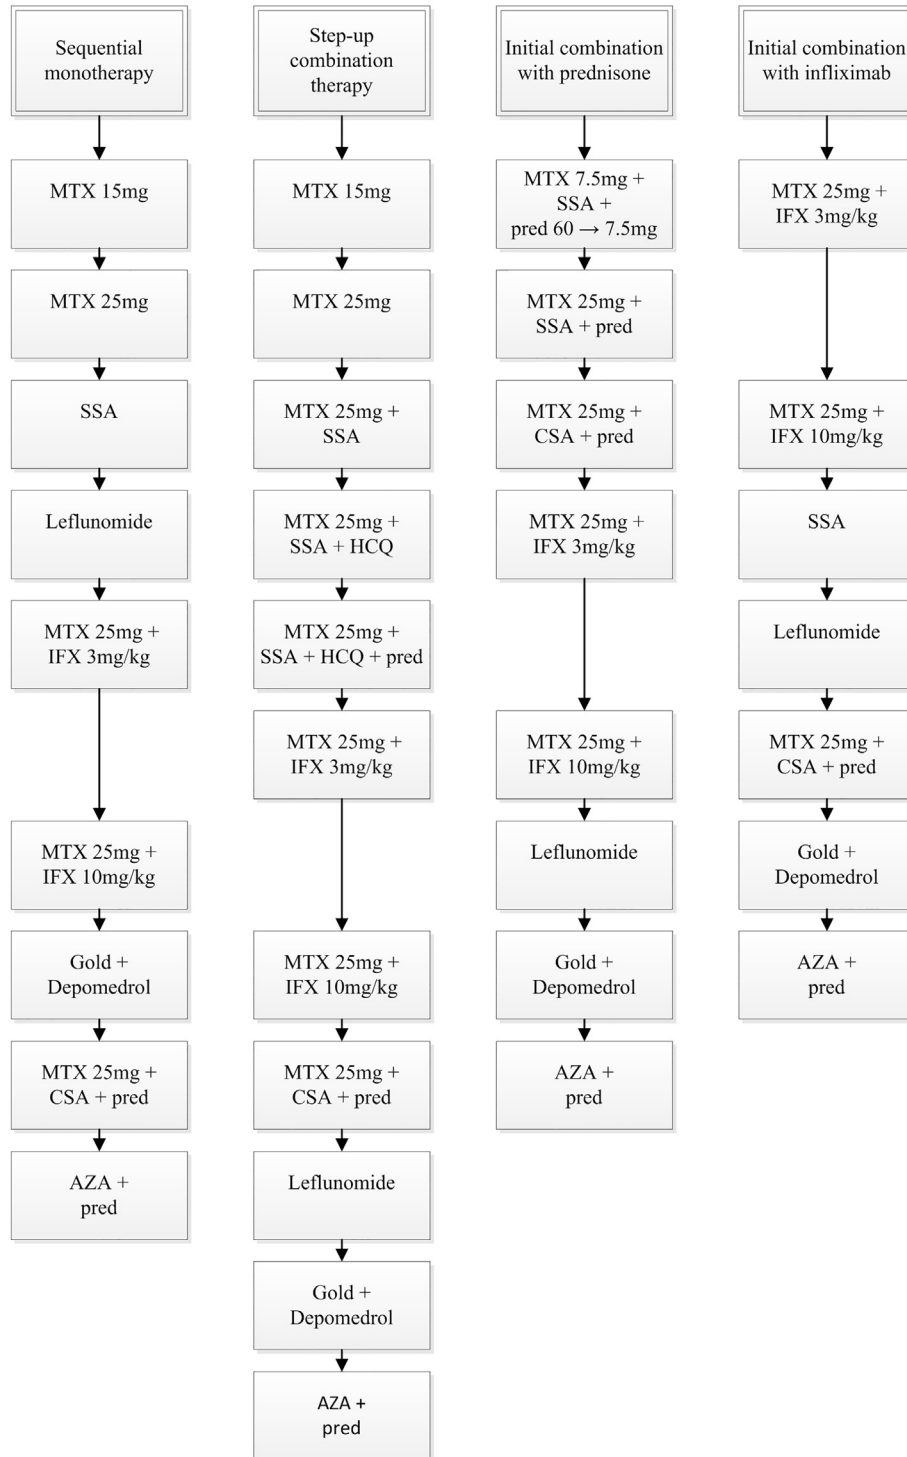 Sequential
monotherapy
MTX 15mg
MTX 25mg
SSA
Leflunomide
MTX 25mg +
IFX 3mg/kg
MTX 25mg +
IFX 10mg/kg
Gold +
Depomedrol
MTX 25mg +
CSA + pred
AZA +
pred
Step-up
combination
therapy
MTX 15mg
MTX 25mg
MTX 25mg +
SSA
MTX 25mg +
SSA + HCQ
MTX 25mg +
SSA + HCQ + pred
MTX 25mg +
IFX 3mg/kg
MTX 25mg +
IFX 10mg/kg
MTX 25mg +
CSA + pred
Leflunomide
Gold +
Depomedrol
AZA +
pred
Initial combination
with prednisone
MTX 7.5mg +
SSA +
pred 60 → 7.5mg
MTX 25mg +
SSA + pred
MTX 25mg +
CSA + pred
MTX 25mg +
IFX 3mg/kg
MTX 25mg +
IFX 10mg/kg
Leflunomide
Gold +
Depomedrol
AZA +
pred
Initial combination
with infliximab
MTX 25mg +
IFX 3mg/kg
MTX 25mg +
IFX 10mg/kg
SSA
Leflunomide
MTX 25mg +
CSA + pred
Gold +
Depomedrol
AZA +
pred